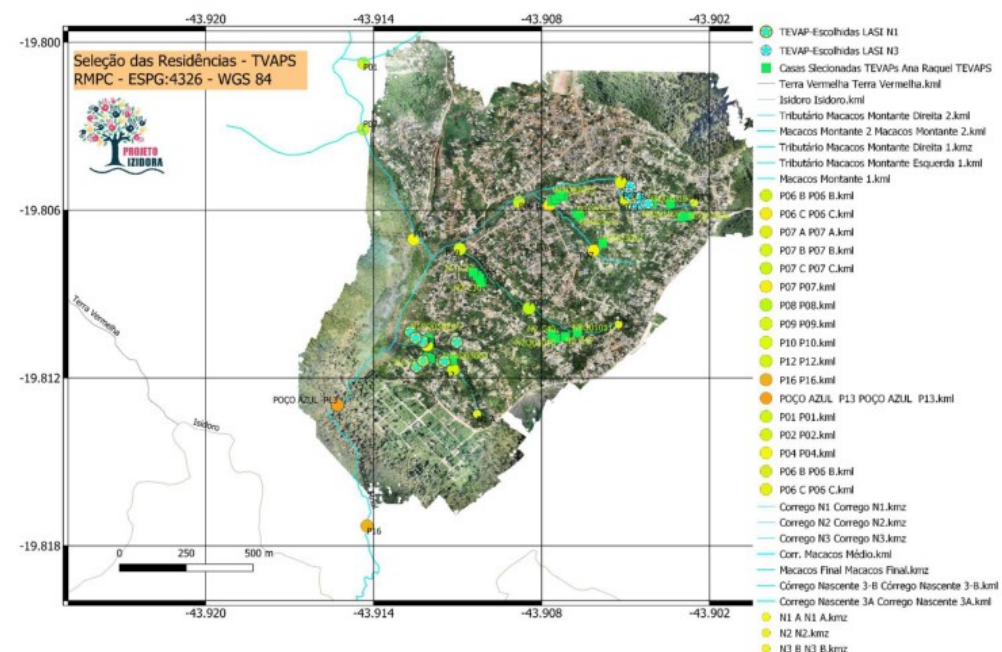 -43.920
-43.914
-43.908
-43.902
-19.800
Seleção das Residências - TVAPS
RMPC - ESPG:4326 - WGS 84
PROJETO
IZIDORA
P01
-19.806
Terra Vermelha
-19.812
POÇO AZUL P13
Isidoro
P16
-19.818
0 250 500 m
-43.920
-43.914
-43.908
-43.902
TEVAP-Escolhidas LASI N1
TEVAP-Escolhidas LASI N3
Casas Slecionadas TEVAPs Ana Raquel TEVAPS
Terra Vermelha Terra Vermelha.kml
Isidoro Isidoro.kml
Tributário Macacos Montante Direita 2.kml
Macacos Montante 2 Macacos Montante 2.kml
Tributário Macacos Montante Direita 1.kmz
Tributário Macacos Montante Esquerda 1.kml
Macacos Montante 1.kml
P06 B P06 B.kml
P06 C P06 C.kml
P07 A P07 A.kml
P07 B P07 B.kml
P07 C P07 C.kml
P07 P07.kml
P08 P08.kml
P09 P09.kml
P10 P10.kml
P12 P12.kml
P16 P16.kml
POÇO AZUL P13 POÇO AZUL P13.kml
P01 P01.kml
P02 P02.kml
P04 P04.kml
P06 B P06 B.kml
P06 C P06 C.kml
Corrego N1 Corrego N1.kmz
Corrego N2 Corrego N2.kmz
Corrego N3 Corrego N3.kmz
Corr. Macacos Médio.kml
Macacos Final Macacos Final.kmz
Córrego Nascente 3-B Córrego Nascente 3-B.kml
Corrego Nascente 3A Corrego Nascente 3A.kml
N1 A N1 A.kmz
N2 N2.kmz
N3 B N3 B.kmz